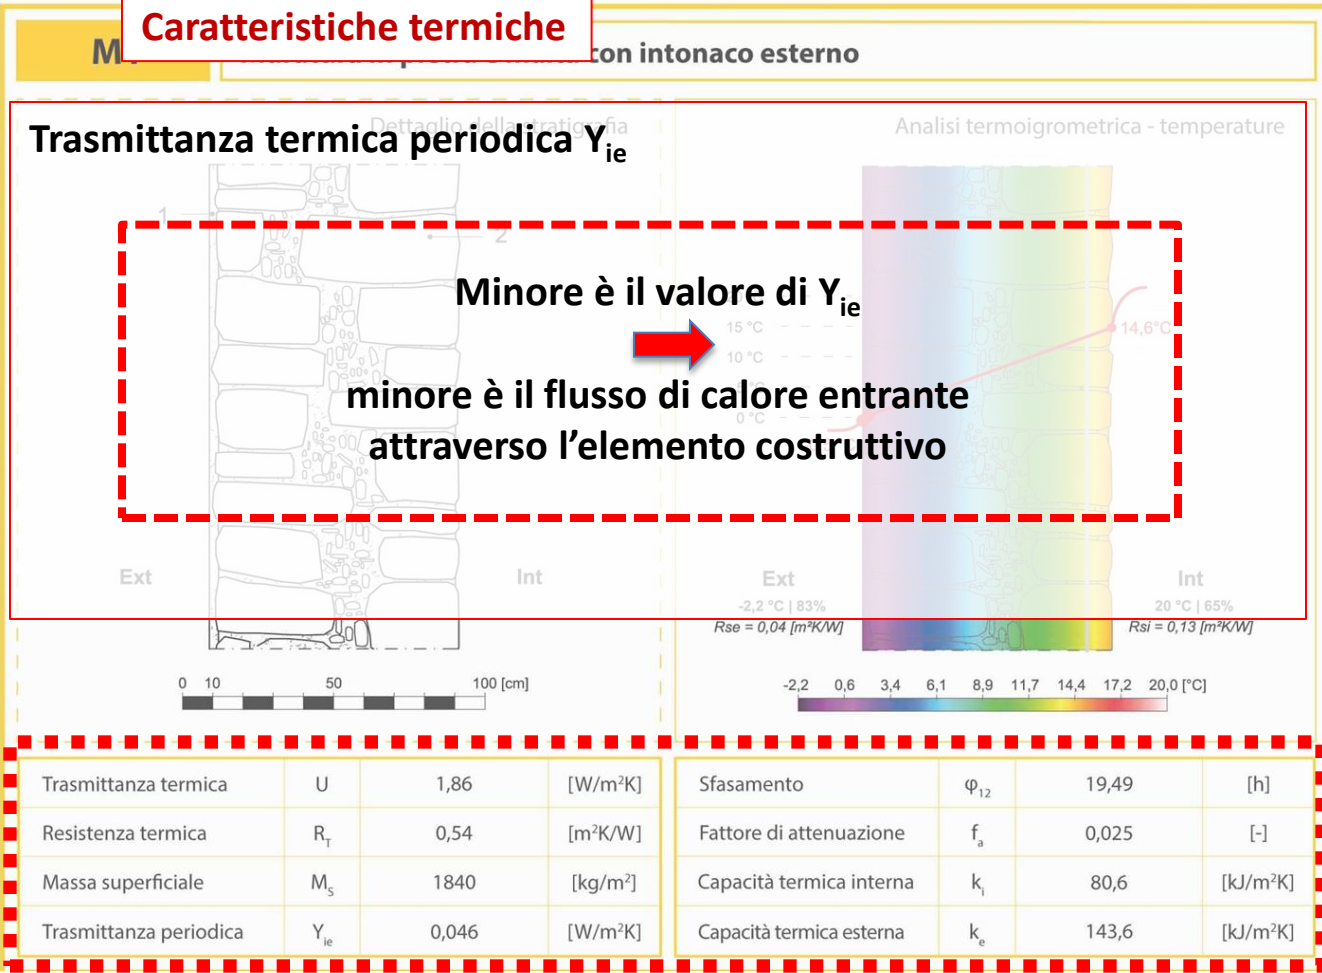 Caratteristiche termiche
con intonaco esterno
Dettaglio della stratigrafia
Analisi termoigrometrica - temperature
Trasmittanza termica periodica Yie
1
2
Minore è il valore di Yie
15 °C
14,6°C
10 °C
minore è il flusso di calore entrante
0 °C
attraverso l'elemento costruttivo
Ext
Int
Ext
Int
-2,2 °C | 83%
20 °C | 65%
Rse = 0,04 [m²K/W]
Rsi = 0,13 [m²K/W]
0 10 50 100 [cm]
-2,2 0,6 3,4 6,1 8,9 11,7 14,4 17,2 20,0 [°C]
Trasmittanza termica U 1,86 [W/m²K]
Sfasamento φ12 19,49 [h]
Resistenza termica RT 0,54 [m²K/W]
Fattore di attenuazione fa 0,025 [-]
Massa superficiale MS 1840 [kg/m²]
Capacità termica interna ki 80,6 [kJ/m²K]
Trasmittanza periodica Yie 0,046 [W/m²K]
Capacità termica esterna ke 143,6 [kJ/m²K]